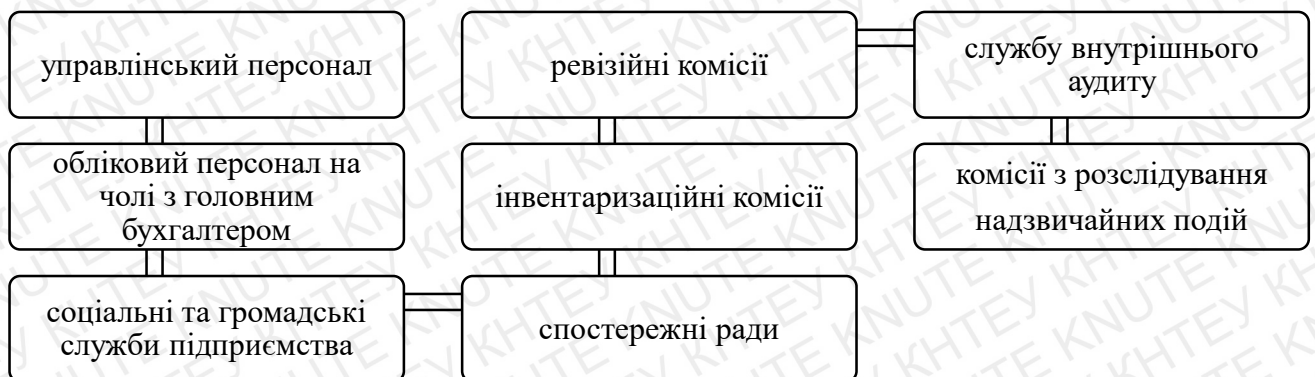 управлінський персонал
обліковий персонал на
чолі з головним
бухгалтером
соціальні та громадські
служби підприємства
спостережні ради
інвентаризаційні комісії
ревізійні комісії
службу внутрішнього
аудиту
комісії з розслідування
надзвичайних подій